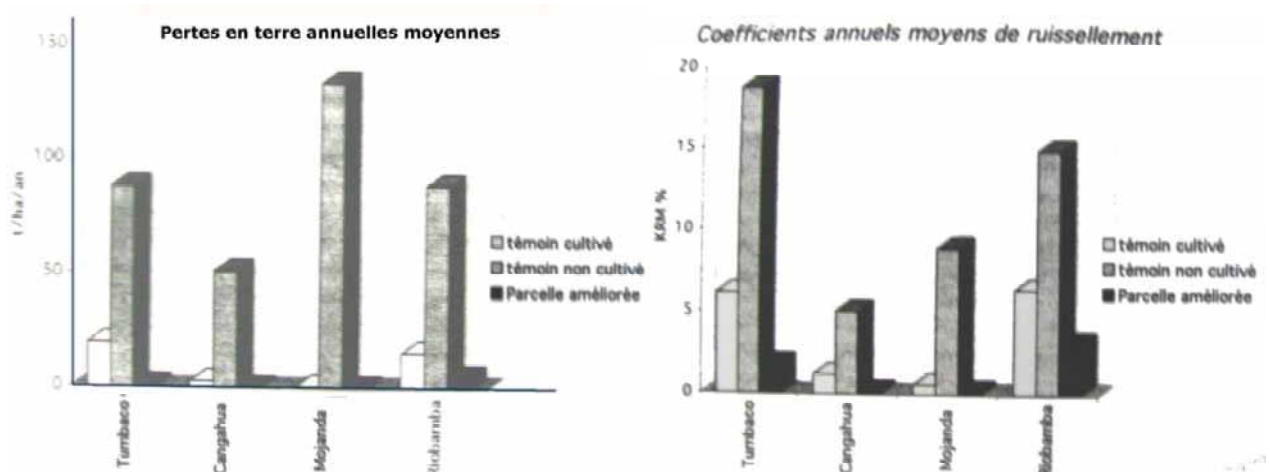 Pertes en terre annuelles moyennes
150
100
50
0
t/ha/an
témoin cultivé
témoin non cultivé
Parcelle améliorée
Tumbaco
Cangahua
Mojanda
Riobamba
Coefficients annuels moyens de ruissellement
20
15
10
5
0
KRM %
témoin cultivé
témoin non cultivé
Parcelle améliorée
Tumbaco
Cangahua
Mojanda
Riobamba